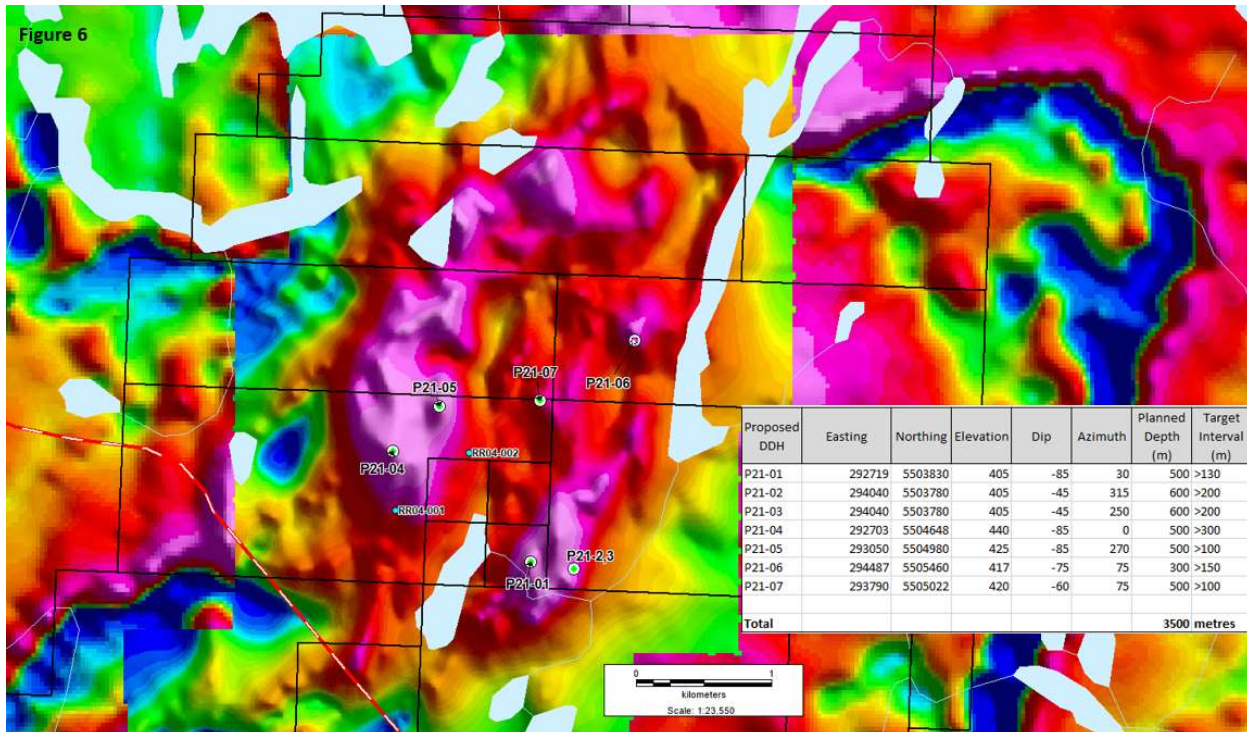 Figure 6
P21-05
P21-07
P21-06
RR04-002
P21-04
RR04-001
P21-2,3
P21-01
Proposed DDH Easting Northing Elevation Dip Azimuth Planned Depth (m) Target Interval (m)
P21-01 292719 5503830 405 -85 30 500 >130
P21-02 294040 5503780 405 -45 315 600 >200
P21-03 294040 5503780 405 -45 250 600 >200
P21-04 292703 5504648 440 -85 0 500 >300
P21-05 293050 5504980 425 -85 270 500 >100
P21-06 294487 5505460 417 -75 75 300 >150
P21-07 293790 5505022 420 -60 75 500 >100
Total 3500 metres
0 1
kilometers
Scale: 1:23,550